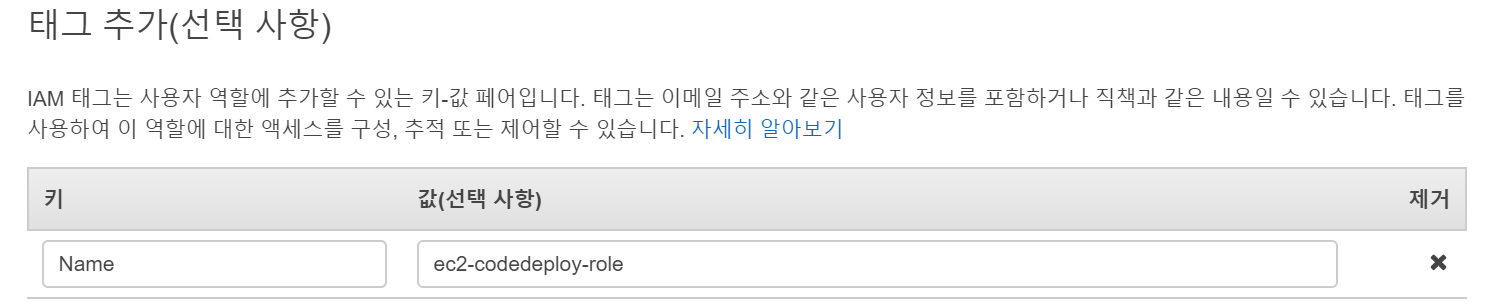 태그 추가(선택 사항)
IAM 태그는 사용자 역할에 추가할 수 있는 키-값 페어입니다. 태그는 이메일 주소와 같은 사용자 정보를 포함하거나 직책과 같은 내용일 수 있습니다. 태그를
사용하여 이 역할에 대한 액세스를 구성, 추적 또는 제어할 수 있습니다. 자세히 알아보기
키 값(선택 사항) 제거
Name ec2-codedeploy-role